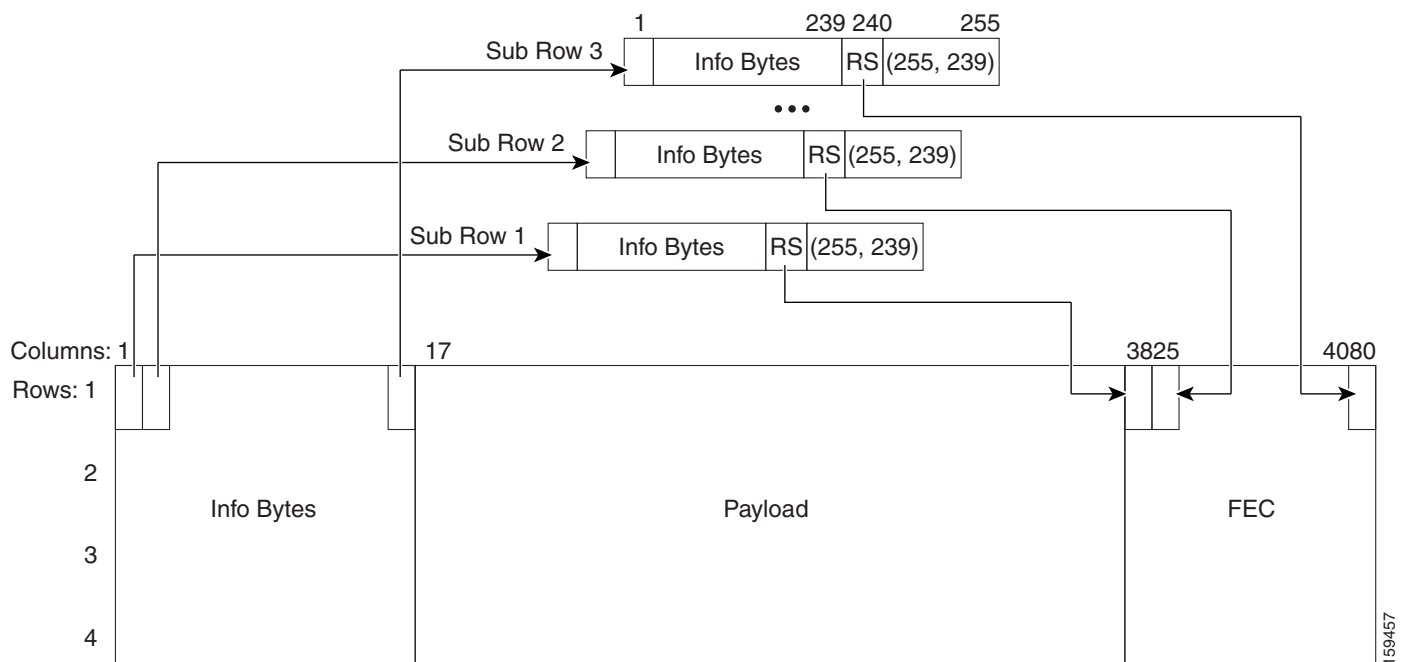 1 239 240 255
Sub Row 3 Info Bytes RS (255, 239)
•••
Sub Row 2 Info Bytes RS (255, 239)
Sub Row 1 Info Bytes RS (255, 239)
Columns: 1 17 3825 4080
Rows: 1
2
Info Bytes Payload FEC
3
4
159457